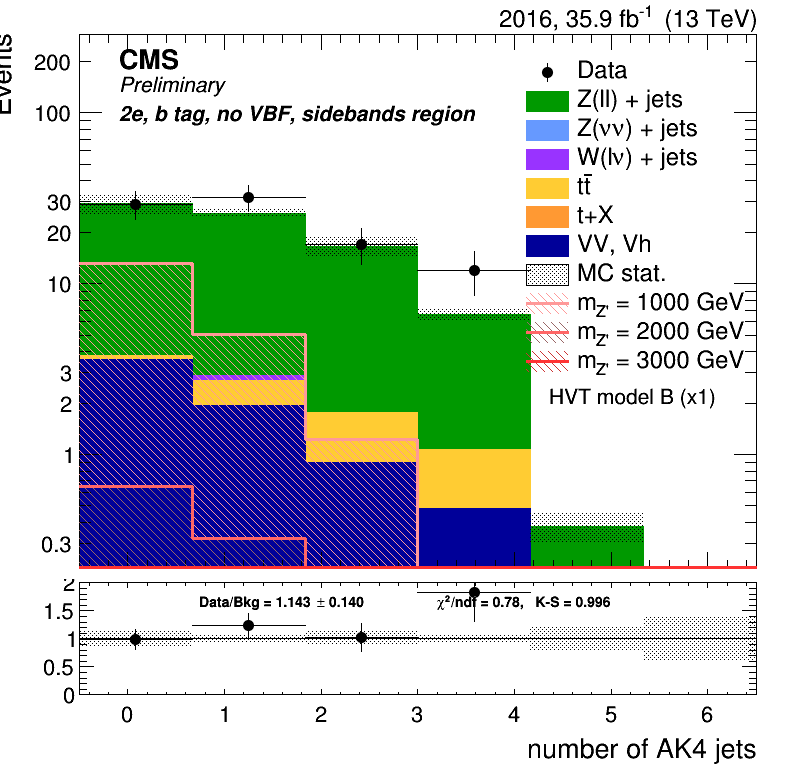 2016, 35.9 fb⁻¹ (13 TeV)
Events
CMS
Preliminary
2e, b tag, no VBF, sidebands region
Data
Z(ll) + jets
Z(νν) + jets
W(lν) + jets
tt̄
t+X
VV, Vh
MC stat.
m_Z' = 1000 GeV
m_Z' = 2000 GeV
m_Z' = 3000 GeV
HVT model B (x1)
200
100
30
20
10
3
2
1
0.3
2
1.5
1
0.5
0
Data/Bkg = 1.143 ± 0.140
χ²/ndf = 0.78, K-S = 0.996
0 1 2 3 4 5 6
number of AK4 jets